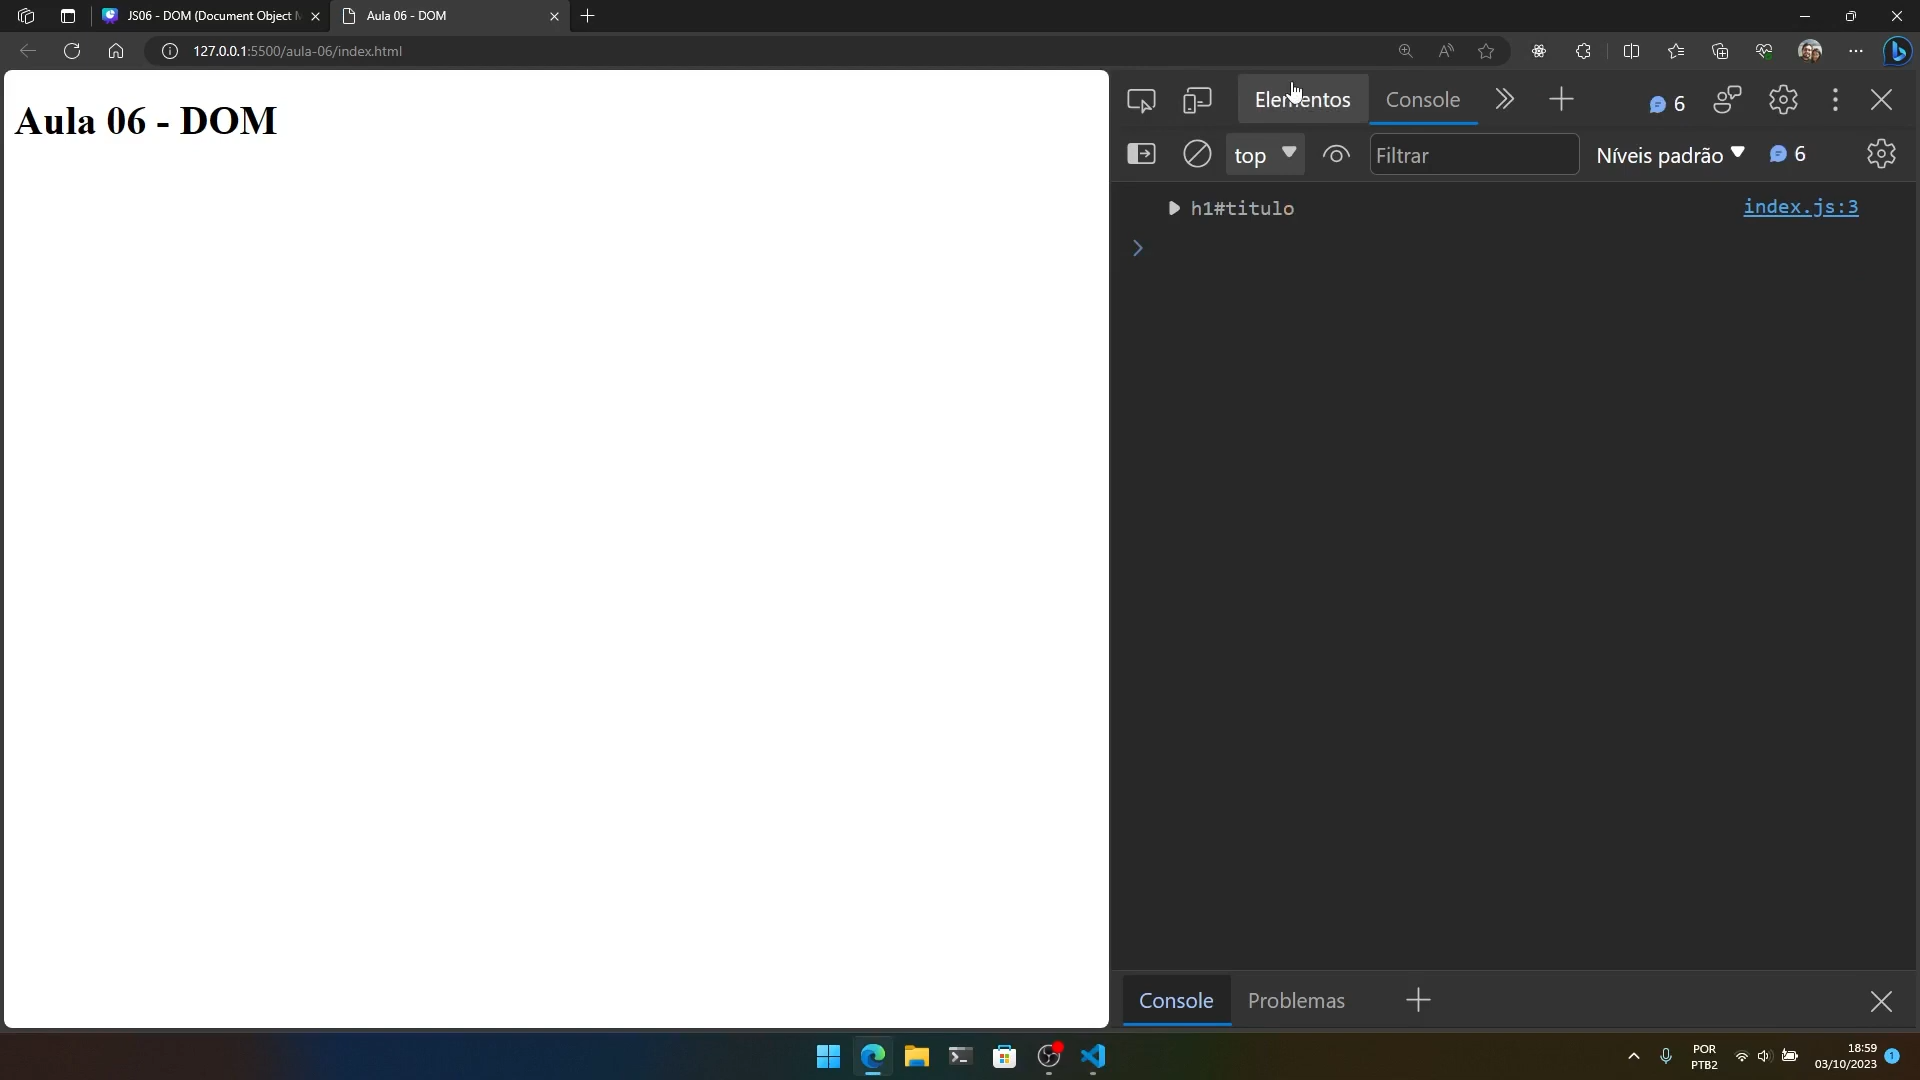 JS06 - DOM (Document Object M
Aula 06 - DOM
127.0.0.1:5500/aula-06/index.html
Aula 06 - DOM
Elementos
Console
6
top
Filtrar
Níveis padrão
6
h1#titulo
index.js:3
Console
Problemas
POR
PTB2
18:59
03/10/2023
1